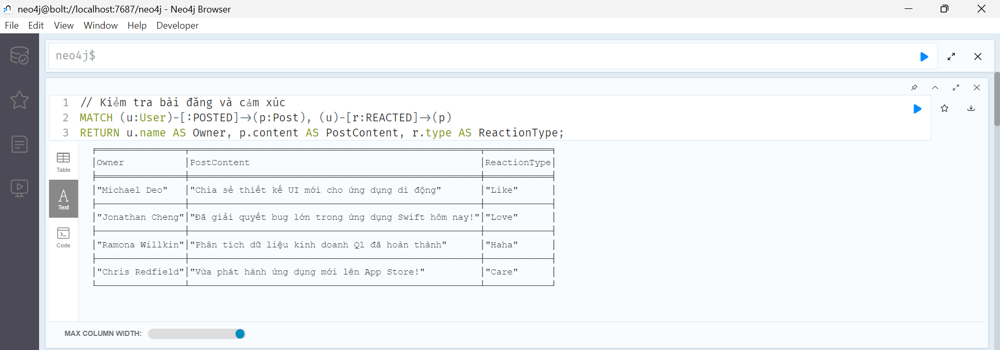 neo4j@bolt://localhost:7687/neo4j - Neo4j Browser
File Edit View Window Help Developer
neo4j$
1 // Kiểm tra bài đăng và cảm xúc
2 MATCH (u:User)-[:POSTED]->(p:Post), (u)-[r:REACTED]->(p)
3 RETURN u.name AS Owner, p.content AS PostContent, r.type AS ReactionType;
Table
Text
Code
Owner PostContent ReactionType
"Michael Deo" "Chia sẻ thiết kế UI mới cho ứng dụng di động" "Like"
"Jonathan Cheng" "Đã giải quyết bug lớn trong ứng dụng Swift hôm nay!" "Love"
"Ramona Willkin" "Phân tích dữ liệu kinh doanh Q1 đã hoàn thành" "Haha"
"Chris Redfield" "Vừa phát hành ứng dụng mới lên App Store!" "Care"
MAX COLUMN WIDTH: